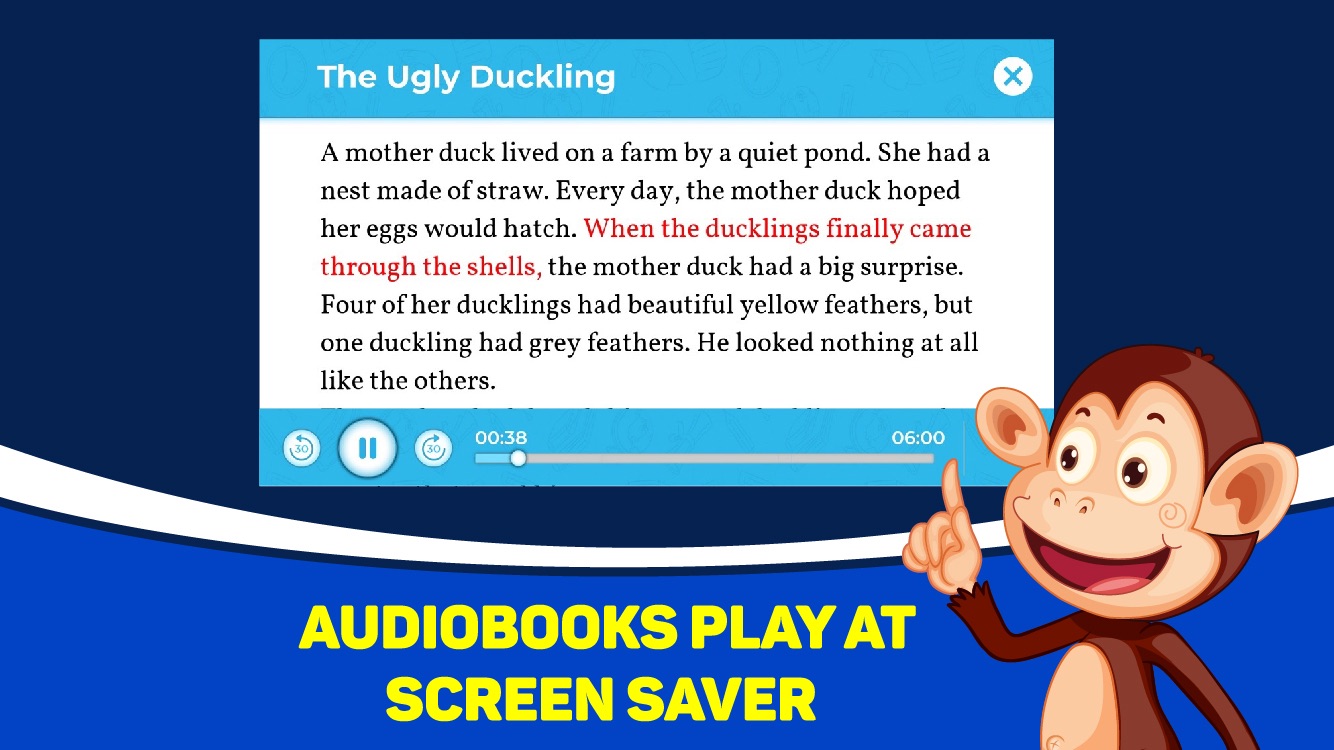 The Ugly Duckling
A mother duck lived on a farm by a quiet pond. She had a
nest made of straw. Every day, the mother duck hoped
her eggs would hatch. When the ducklings finally came
through the shells, the mother duck had a big surprise.
Four of her ducklings had beautiful yellow feathers, but
one duckling had grey feathers. He looked nothing at all
like the others.
30
30
00:38
06:00
AUDIOBOOKS PLAY AT
SCREEN SAVER